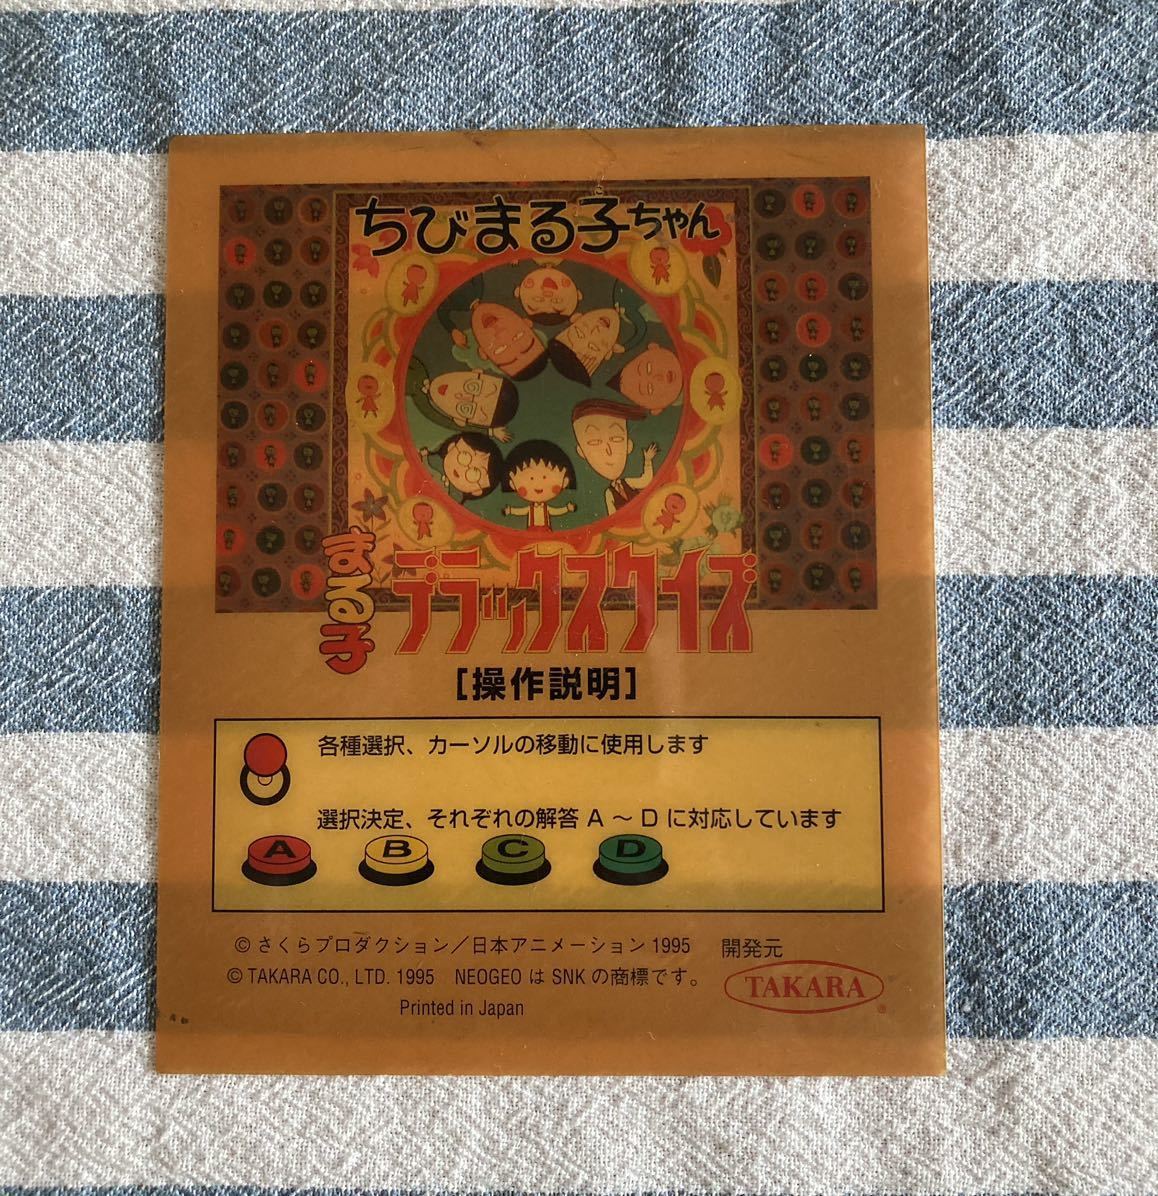 ちびまる子ちゃん
まる子
デラックスクイズ
[操作説明]
各種選択、カーソルの移動に使用します
選択決定、それぞれの解答 A ～ D に対応しています
A B C D
© さくらプロダクション／日本アニメーション 1995 開発元
© TAKARA CO., LTD. 1995 NEOGEO は SNK の商標です。
TAKARA®
Printed in Japan